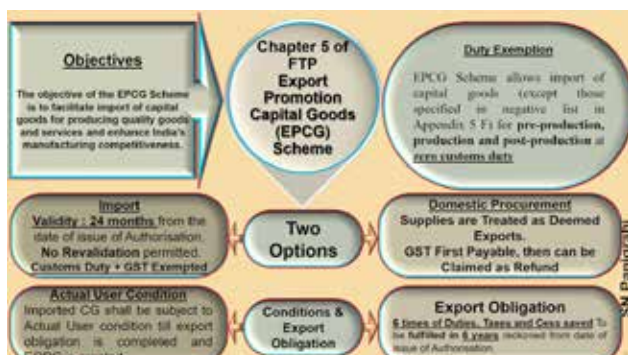 Objectives
The objective of the EPCG Scheme
is to facilitate import of capital
goods for producing quality goods
and services and enhance India's
manufacturing competitiveness.
Chapter 5 of
FTP
Export
Promotion
Capital Goods
(EPCG)
Scheme
Duty Exemption
EPCG Scheme allows import of
capital goods (except those
specified in negative list in
Appendix 5 F) for pre-production,
production and post-production at
zero customs duty
Import
Validity : 24 months from the
date of issue of Authorisation.
No Revalidation permitted.
Customs Duty + GST Exempted
Two
Options
Domestic Procurement
Supplies are Treated as Deemed
Exports.
GST First Payable, then can be
Claimed as Refund
Actual User Condition
Imported CG shall be subject to
Actual User condition till export
obligation is completed and
Conditions &
Export
Obligation
Export Obligation
6 times of Duties, Taxes and Cess saved To
be fulfilled in 6 years reckoned from date of
issue of Authorisation.
SN Panigrahi